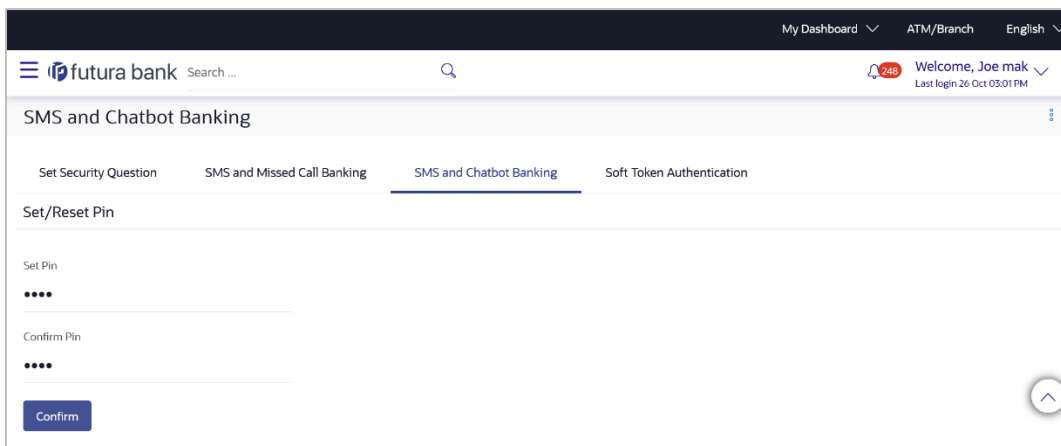 My Dashboard ATM/Branch English
futura bank Search ... 248 Welcome, Joe mak
Last login 26 Oct 03:01 PM
SMS and Chatbot Banking
Set Security Question SMS and Missed Call Banking SMS and Chatbot Banking Soft Token Authentication
Set/Reset Pin
Set Pin
••••
Confirm Pin
••••
Confirm